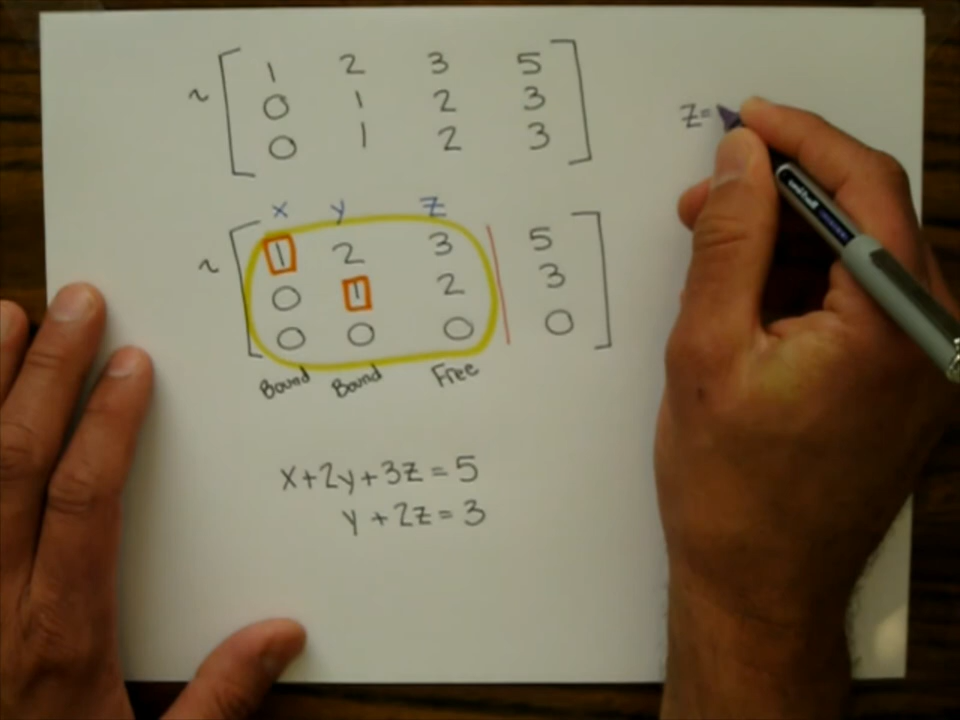 ~ [ 1 2 3 5 ]
0 1 2 3
0 1 2 3
Z=
x y z
~ [ 1 2 3 | 5 ]
0 1 2 | 3
0 0 0 | 0
Bound Bound Free
x+2y+3z=5
y+2z=3